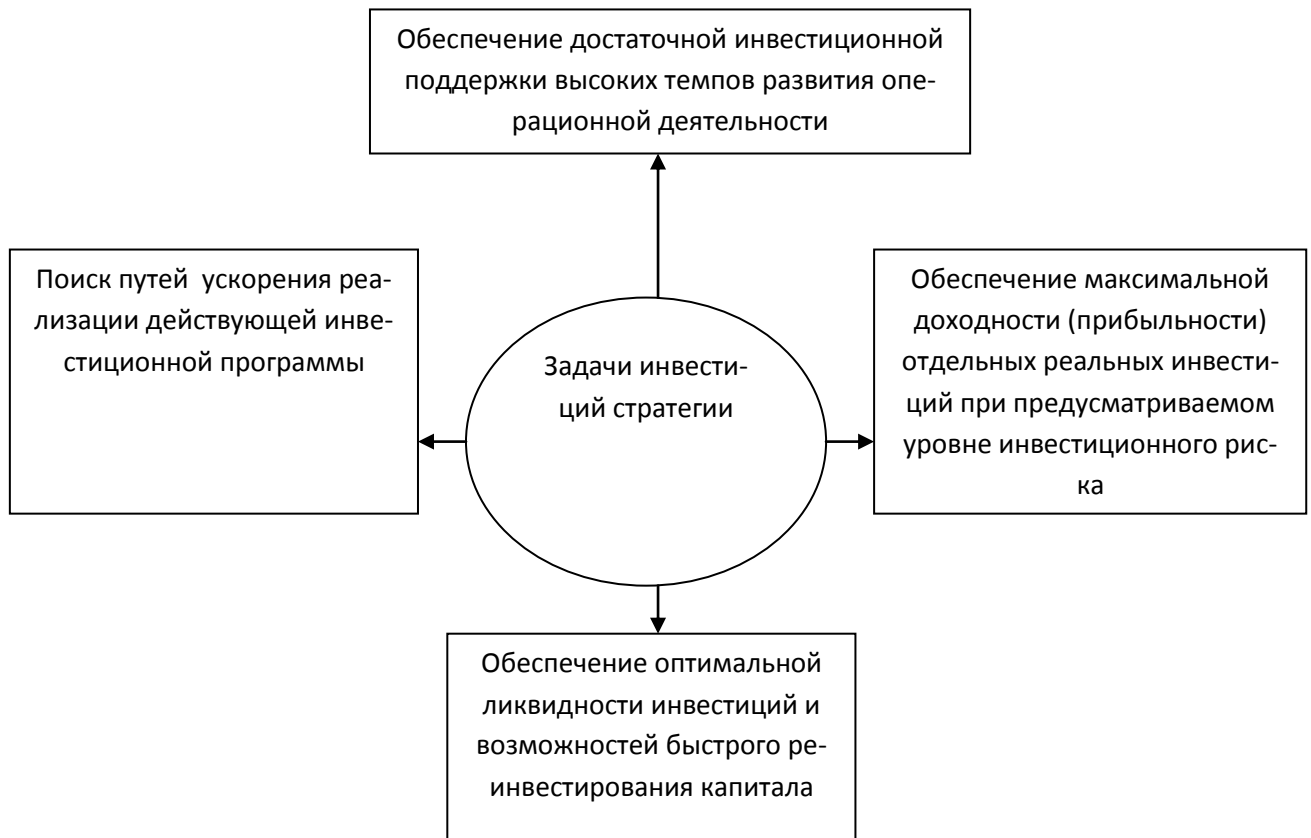 Обеспечение достаточной инвестиционной
поддержки высоких темпов развития опе-
рационной деятельности
Поиск путей  ускорения реа-
лизации действующей инве-
стиционной программы
Задачи инвести-
ций стратегии
Обеспечение максимальной
доходности (прибыльности)
отдельных реальных инвести-
ций при предусматриваемом
уровне инвестиционного рис-
ка
Обеспечение оптимальной
ликвидности инвестиций и
возможностей быстрого ре-
инвестирования капитала